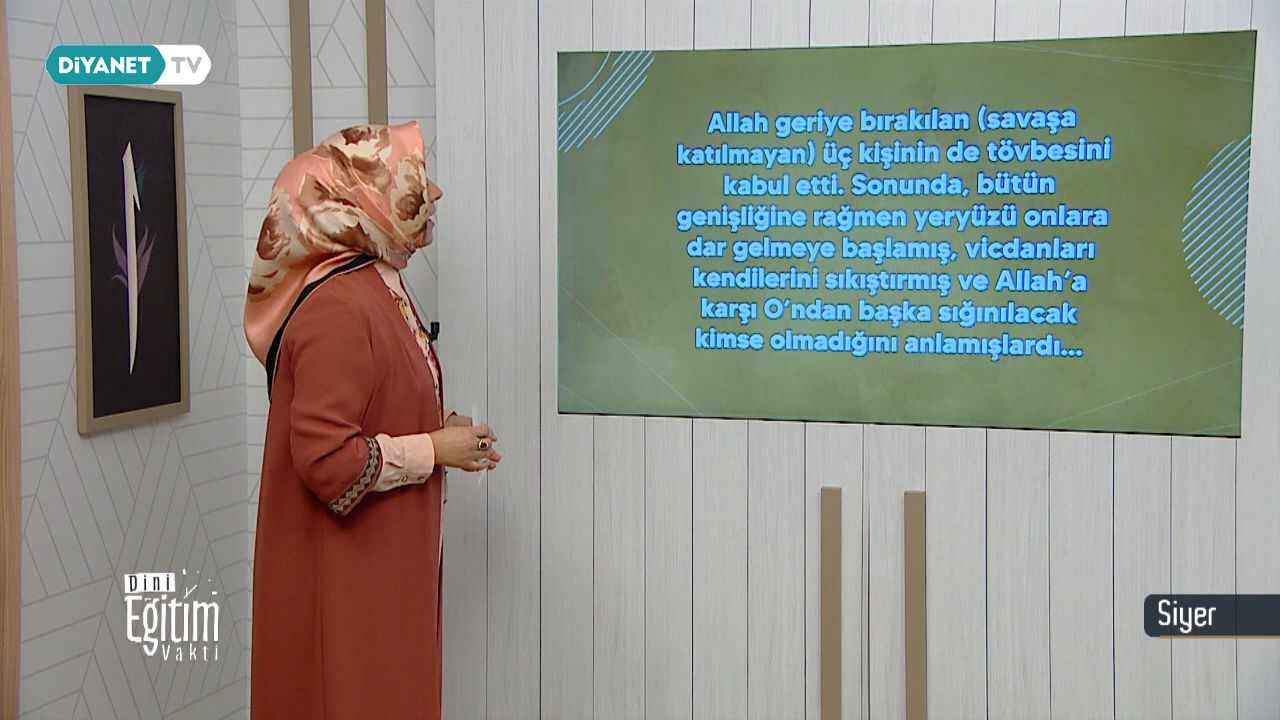 DİYANET TV
Allah geriye bırakılan (savaşa
katılmayan) üç kişinin de tövbesini
kabul etti. Sonunda, bütün
genişliğine rağmen yeryüzü onlara
dar gelmeye başlamış, vicdanları
kendilerini sıkıştırmış ve Allah'a
karşı O'ndan başka sığınılacak
kimse olmadığını anlamışlardı...
Dini
Eğitim
Vakti
Siyer